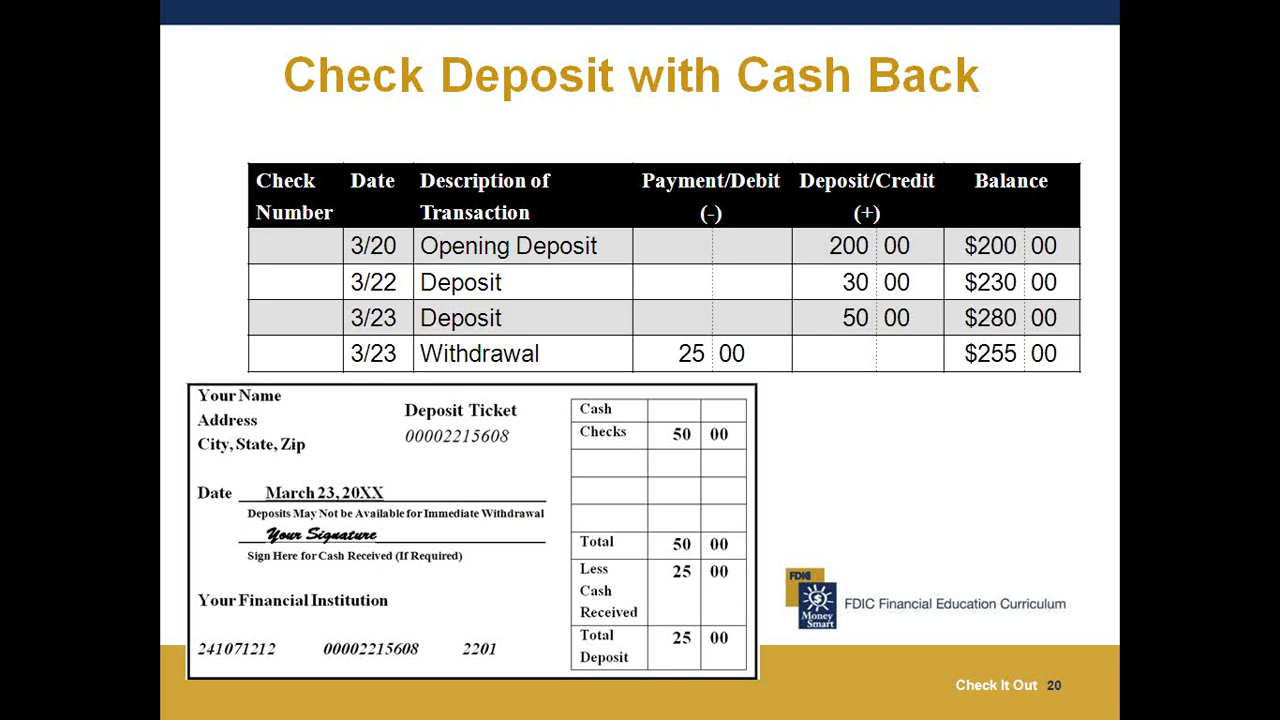 Check Deposit with Cash Back
Check Number Date Description of Transaction Payment/Debit (-) Deposit/Credit (+) Balance
3/20 Opening Deposit 200 00 $200 00
3/22 Deposit 30 00 $230 00
3/23 Deposit 50 00 $280 00
3/23 Withdrawal 25 00 $255 00
Your Name
Address
City, State, Zip
Deposit Ticket
00002215608
Date March 23, 20XX
Deposits May Not be Available for Immediate Withdrawal
Your Signature
Sign Here for Cash Received (If Required)
Your Financial Institution
241071212 00002215608 2201
Cash
Checks 50 00
Total 50 00
Less Cash Received 25 00
Total Deposit 25 00
FDIC
Money
Smart
FDIC Financial Education Curriculum
Check It Out 20